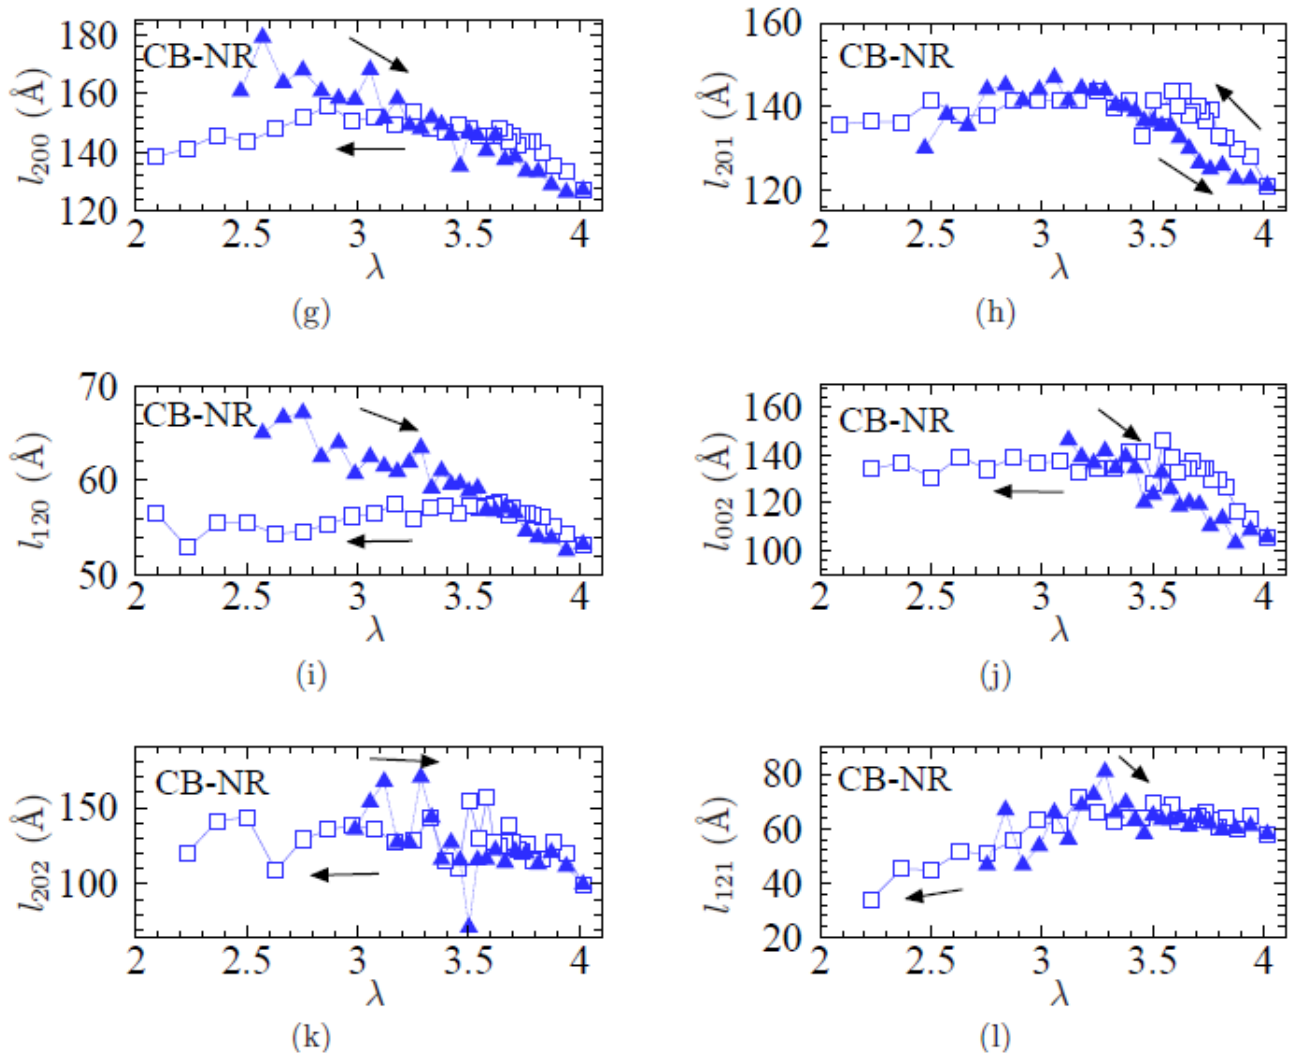 180
160
140
120
l200 (Å)
CB-NR
2 2.5 3 3.5 4
λ
(g)
160
140
120
l201 (Å)
CB-NR
2 2.5 3 3.5 4
λ
(h)
70
60
50
l120 (Å)
CB-NR
2 2.5 3 3.5 4
λ
(i)
160
140
120
100
l002 (Å)
CB-NR
2 2.5 3 3.5 4
λ
(j)
150
100
l202 (Å)
CB-NR
2 2.5 3 3.5 4
λ
(k)
80
60
40
20
l121 (Å)
CB-NR
2 2.5 3 3.5 4
λ
(l)